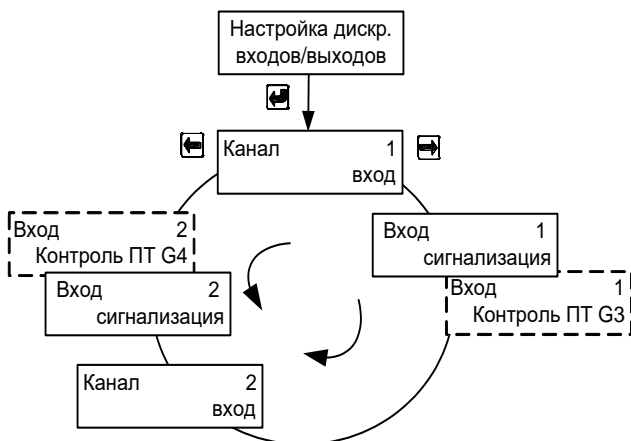 Настройка дискр.
входов/выходов
Канал 1
вход
Вход 1
сигнализация
Вход 1
Контроль ПТ G3
Вход 2
Контроль ПТ G4
Вход 2
сигнализация
Канал 2
вход